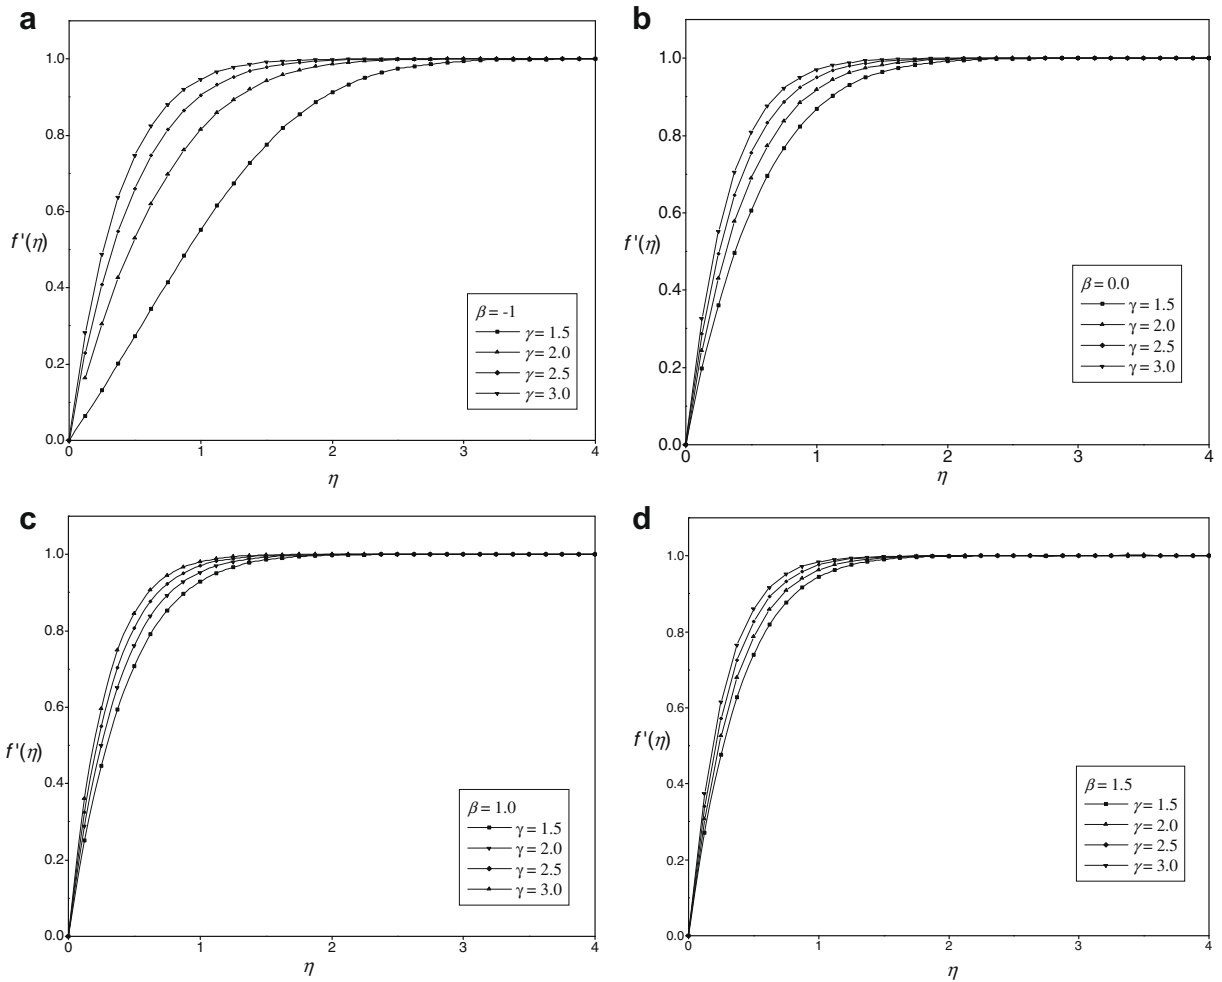 a
1.0
0.8
0.6
f'(η)
0.4
0.2
0.0
0 1 2 3 4
η
β = -1
γ = 1.5
γ = 2.0
γ = 2.5
γ = 3.0
b
1.0
0.8
0.6
f'(η)
0.4
0.2
0.0
0 1 2 3 4
η
β = 0.0
γ = 1.5
γ = 2.0
γ = 2.5
γ = 3.0
c
1.0
0.8
0.6
f'(η)
0.4
0.2
0.0
0 1 2 3 4
η
β = 1.0
γ = 1.5
γ = 2.0
γ = 2.5
γ = 3.0
d
1.0
0.8
0.6
f'(η)
0.4
0.2
0.0
0 1 2 3 4
η
β = 1.5
γ = 1.5
γ = 2.0
γ = 2.5
γ = 3.0